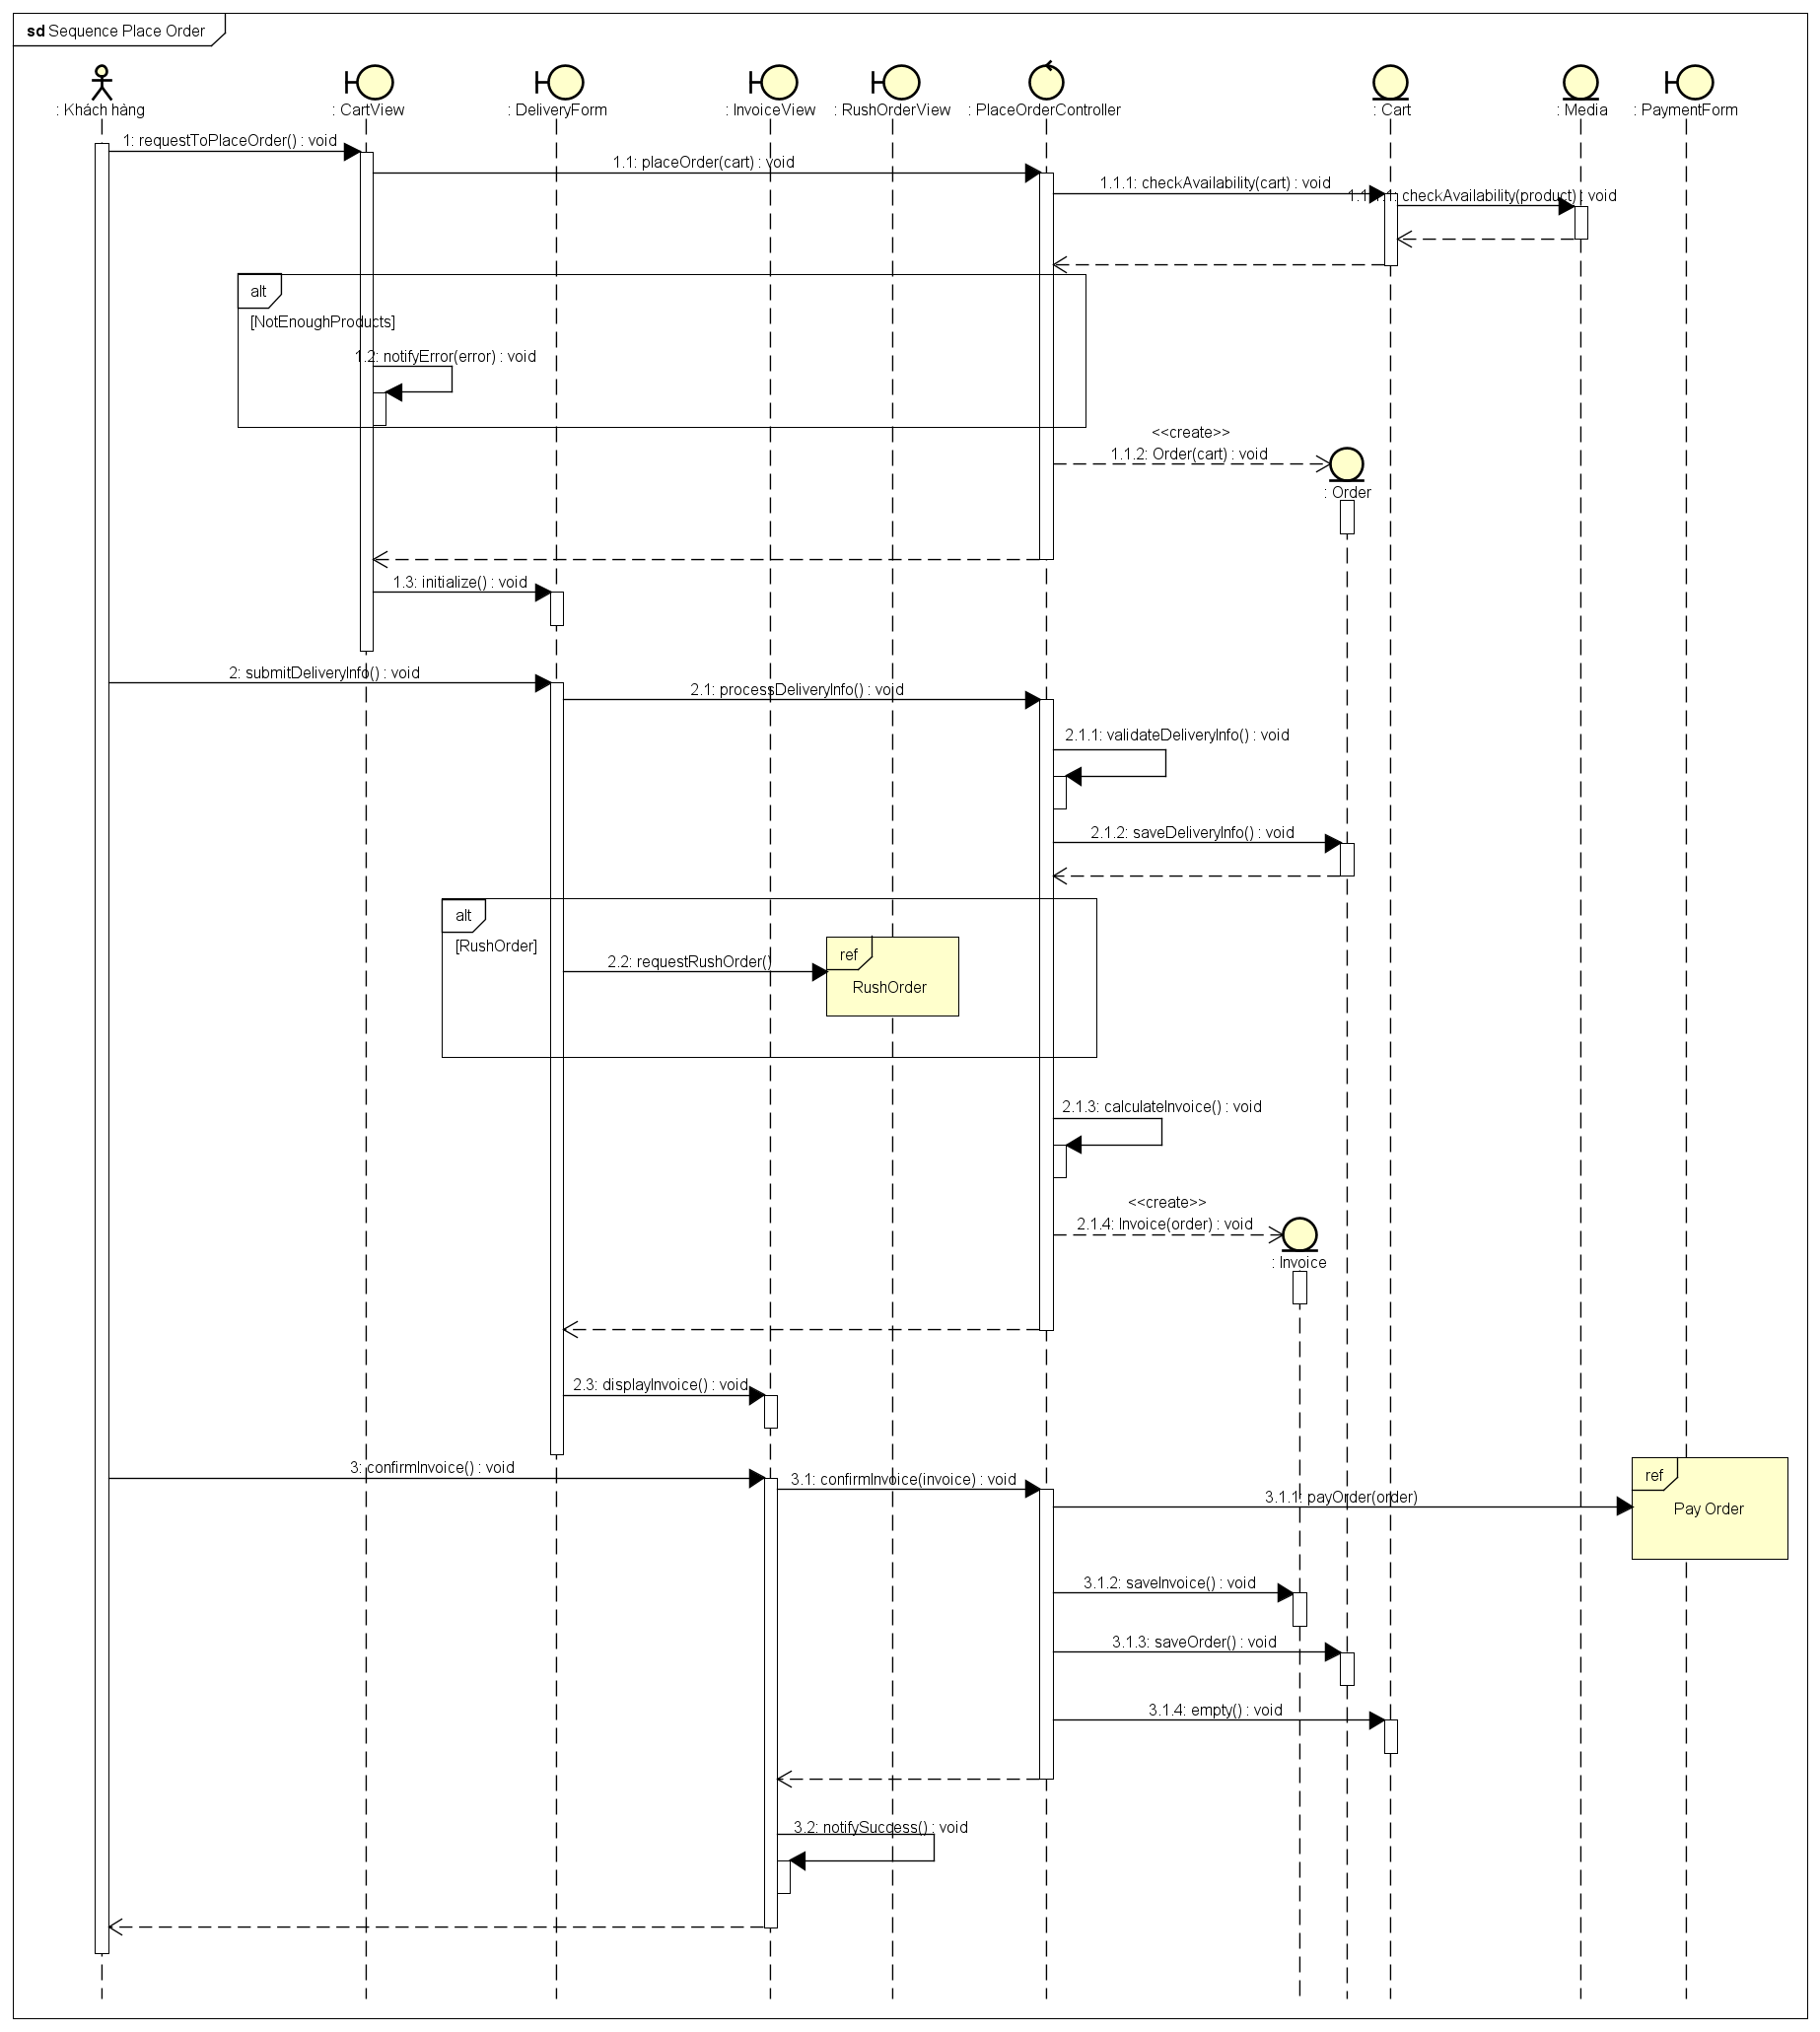 sd Sequence Place Order
: Khách hàng
: CartView
: DeliveryForm
: InvoiceView
: RushOrderView
: PlaceOrderController
: Cart
: Media
: PaymentForm
1: requestToPlaceOrder() : void
1.1: placeOrder(cart) : void
1.1.1: checkAvailability(cart) : void
1.1.1.1: checkAvailability(product) : void
alt
[NotEnoughProducts]
1.2: notifyError(error) : void
<<create>>
1.1.2: Order(cart) : void
: Order
1.3: initialize() : void
2: submitDeliveryInfo() : void
2.1: processDeliveryInfo() : void
2.1.1: validateDeliveryInfo() : void
2.1.2: saveDeliveryInfo() : void
alt
[RushOrder]
2.2: requestRushOrder()
ref
RushOrder
2.1.3: calculateInvoice() : void
<<create>>
2.1.4: Invoice(order) : void
: Invoice
2.3: displayInvoice() : void
3: confirmInvoice() : void
3.1: confirmInvoice(invoice) : void
3.1.1: payOrder(order)
ref
Pay Order
3.1.2: saveInvoice() : void
3.1.3: saveOrder() : void
3.1.4: empty() : void
3.2: notifySuccess() : void